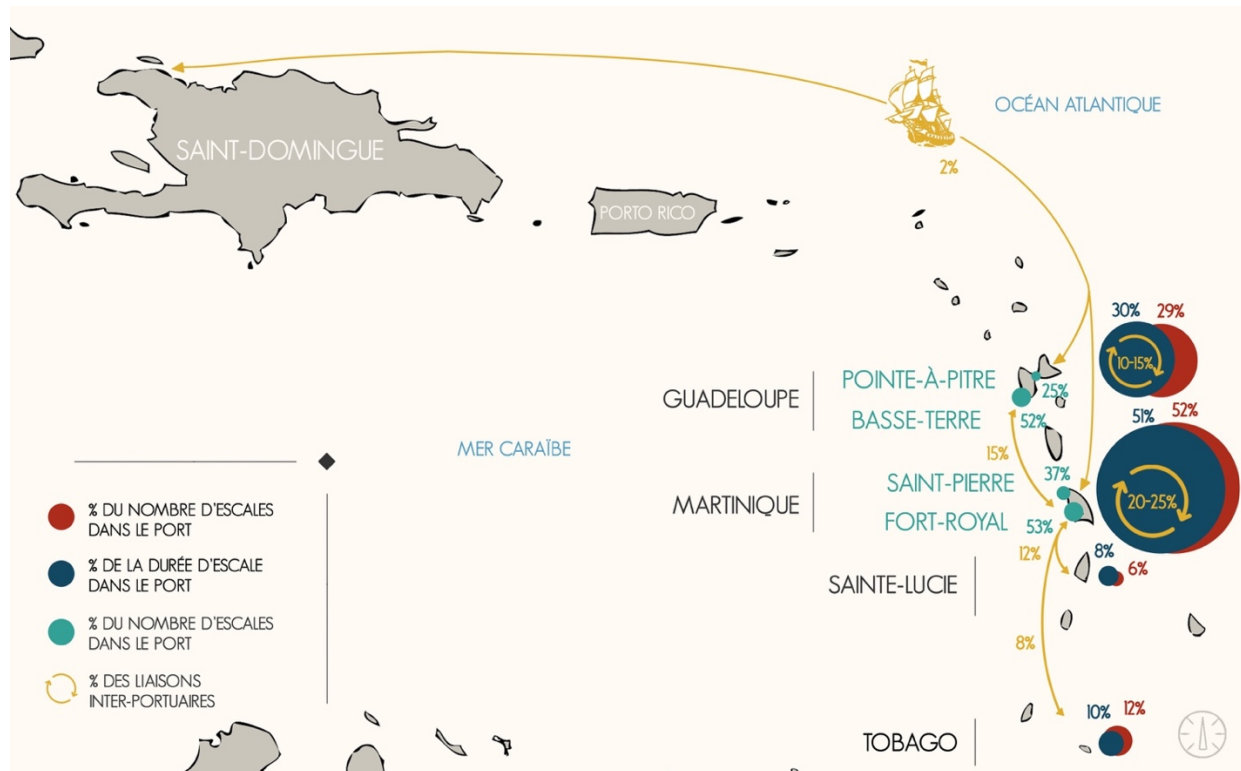 OCÉAN ATLANTIQUE
SAINT-DOMINGUE
2%
PORTO RICO
30%
29%
10-15%
POINTE-À-PITRE
25%
GUADELOUPE
BASSE-TERRE
52%
51%
52%
MER CARAÏBE
15%
37%
SAINT-PIERRE
MARTINIQUE
20-25%
FORT-ROYAL
53%
12%
8%
6%
SAINTE-LUCIE
8%
10%
12%
TOBAGO
% DU NOMBRE D'ESCALES
DANS LE PORT
% DE LA DURÉE D'ESCALE
DANS LE PORT
% DU NOMBRE D'ESCALES
DANS LE PORT
% DES LIAISONS
INTER-PORTUAIRES